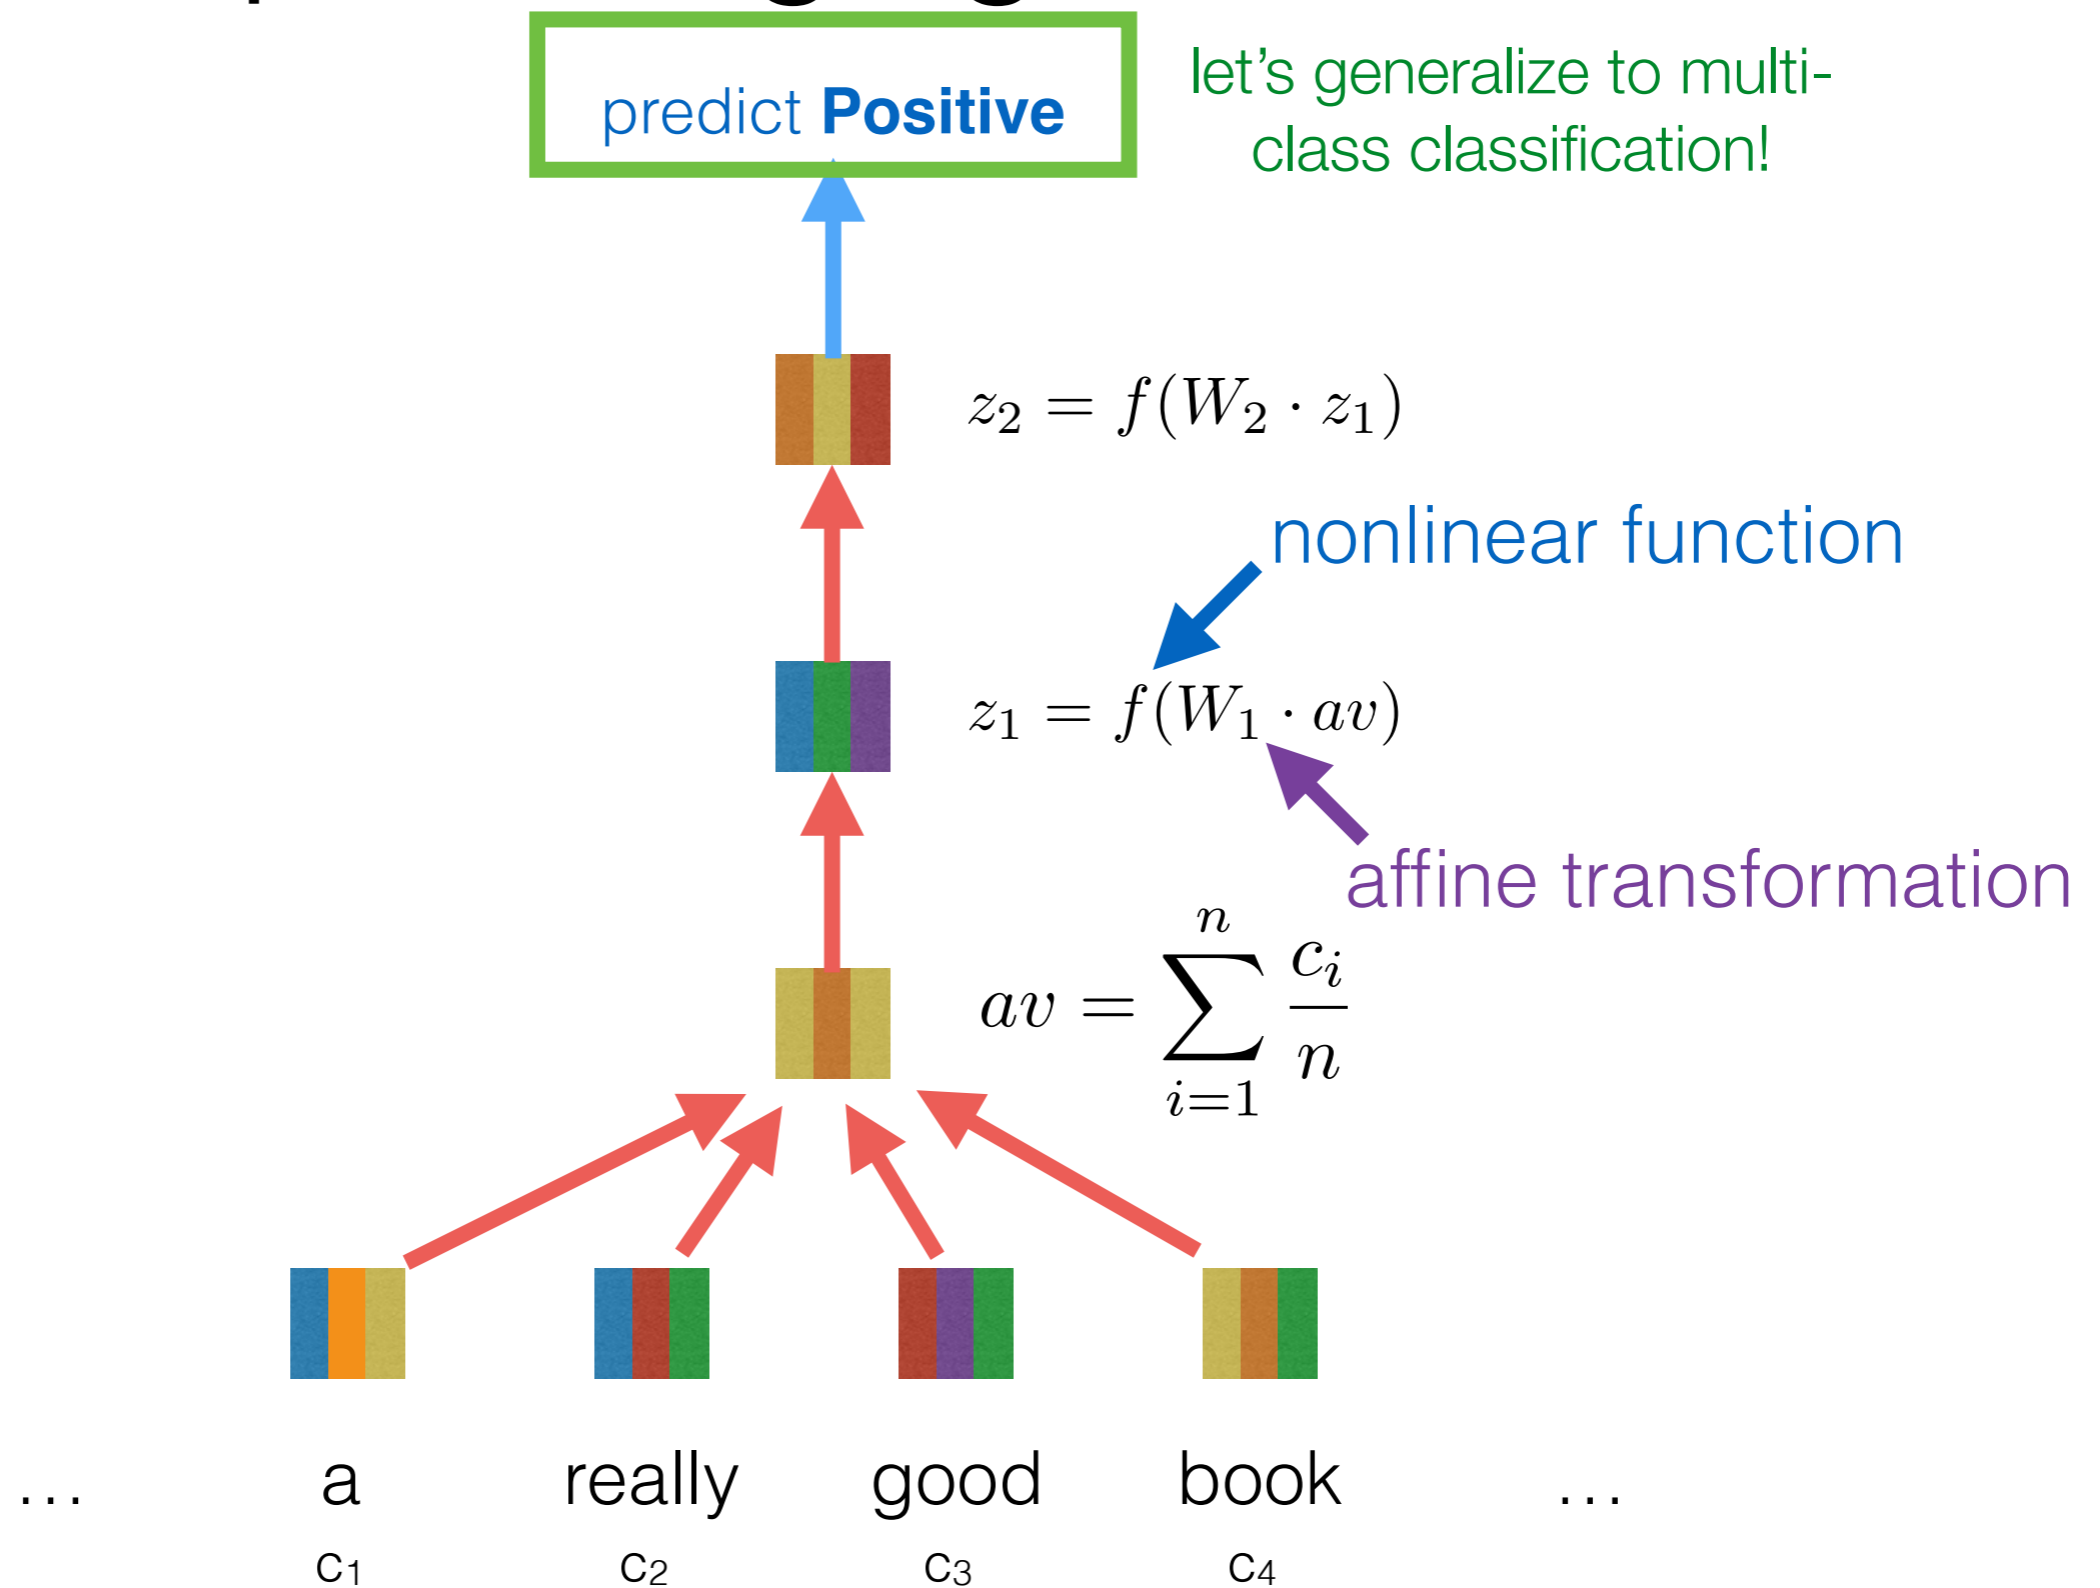 predict Positive
let's generalize to multi-
class classification!
z₂ = f(W₂ · z₁)
nonlinear function
z₁ = f(W₁ · av)
affine transformation
av = ∑ᵢ₌₁ⁿ cᵢ/n
… a really good book …
c₁ c₂ c₃ c₄